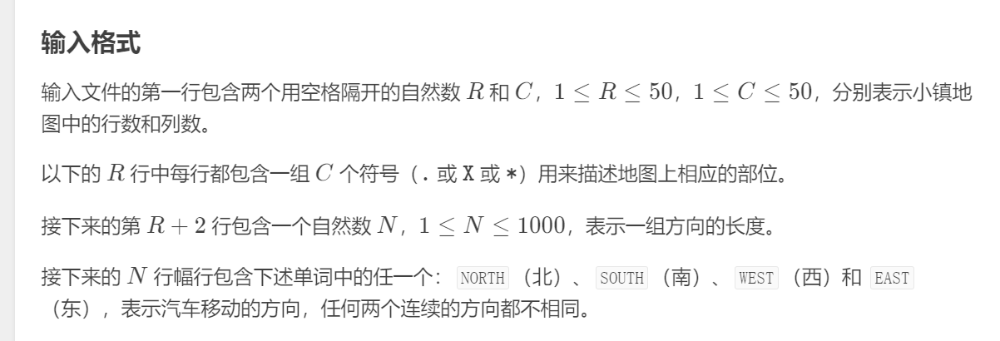 输入格式
输入文件的第一行包含两个用空格隔开的自然数 R 和 C，1 ≤ R ≤ 50，1 ≤ C ≤ 50，分别表示小镇地
图中的行数和列数。
以下的 R 行中每行都包含一组 C 个符号（. 或 X 或 *）用来描述地图上相应的部位。
接下来的第 R + 2 行包含一个自然数 N，1 ≤ N ≤ 1000，表示一组方向的长度。
接下来的 N 行幅行包含下述单词中的任一个： NORTH （北）、 SOUTH （南）、 WEST （西）和 EAST
（东），表示汽车移动的方向，任何两个连续的方向都不相同。